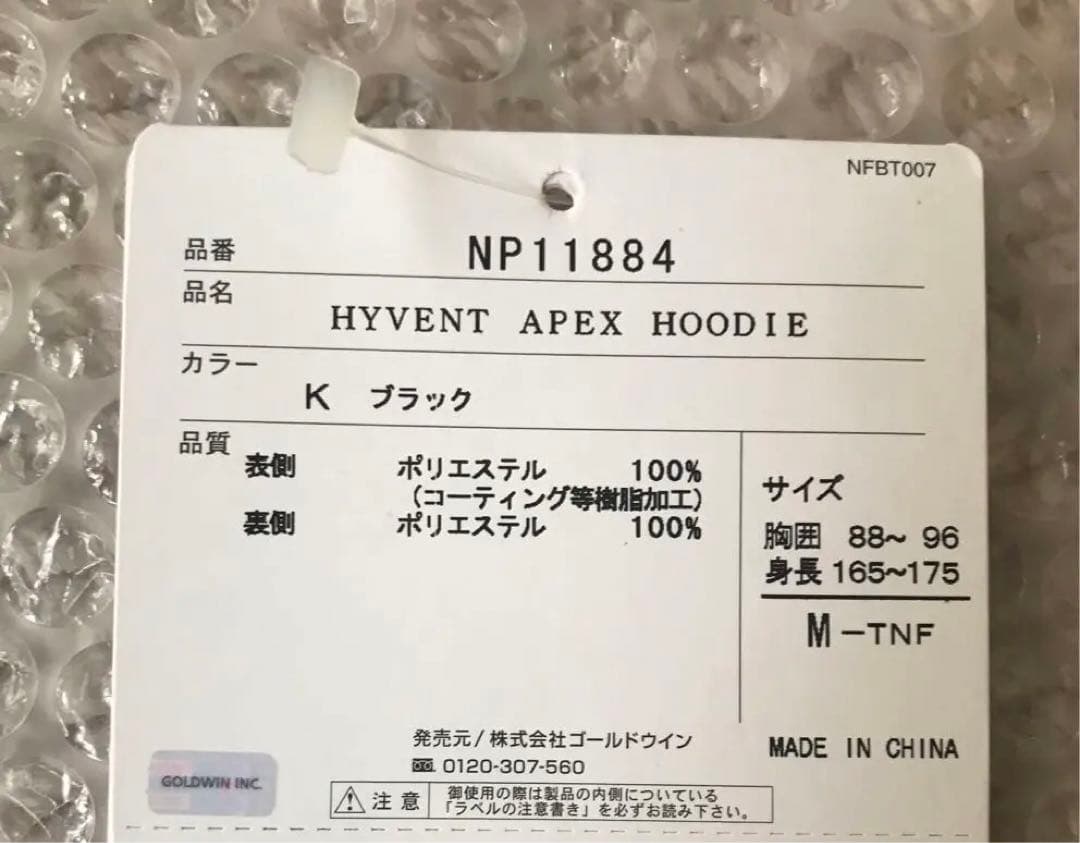 NFBT007
品番 NP11884
品名
HYVENT APEX HOODIE
カラー
K ブラック
品質
表側 ポリエステル 100%
(コーティング等樹脂加工)
裏側 ポリエステル 100%
サイズ
胸囲 88~ 96
身長 165~175
M-TNF
発売元/株式会社ゴールドウイン
0120-307-560
MADE IN CHINA
GOLDWIN INC.
注意
御使用の際は製品の内側についている
「ラベルの注意書き」を必ずお読み下さい。